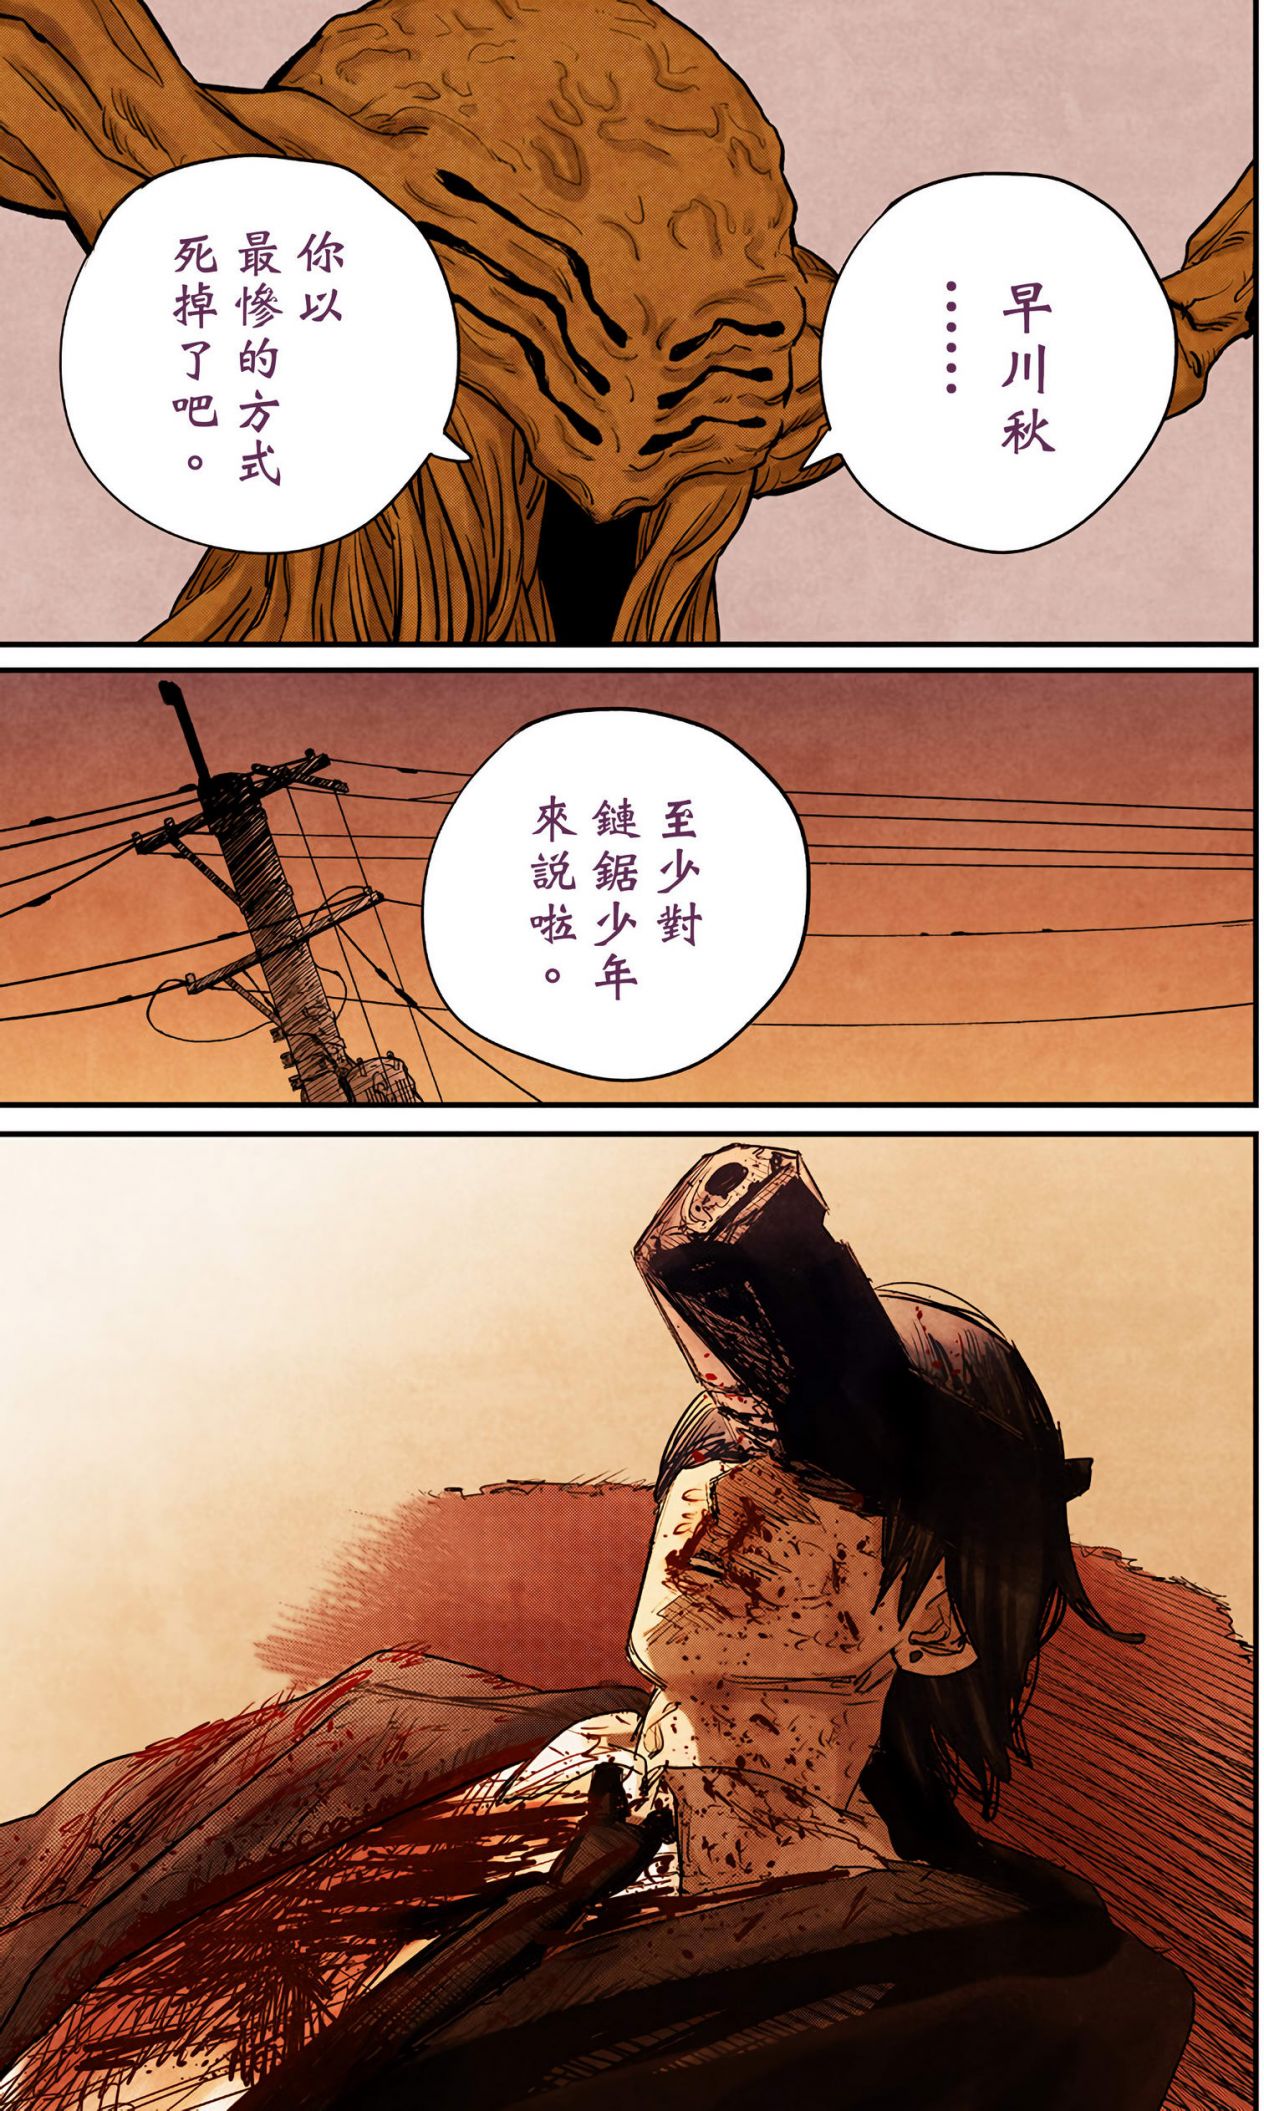 早川秋
……
你以
最慘的方式
死掉了吧。
至少對
鏈鋸少年
來說啦。